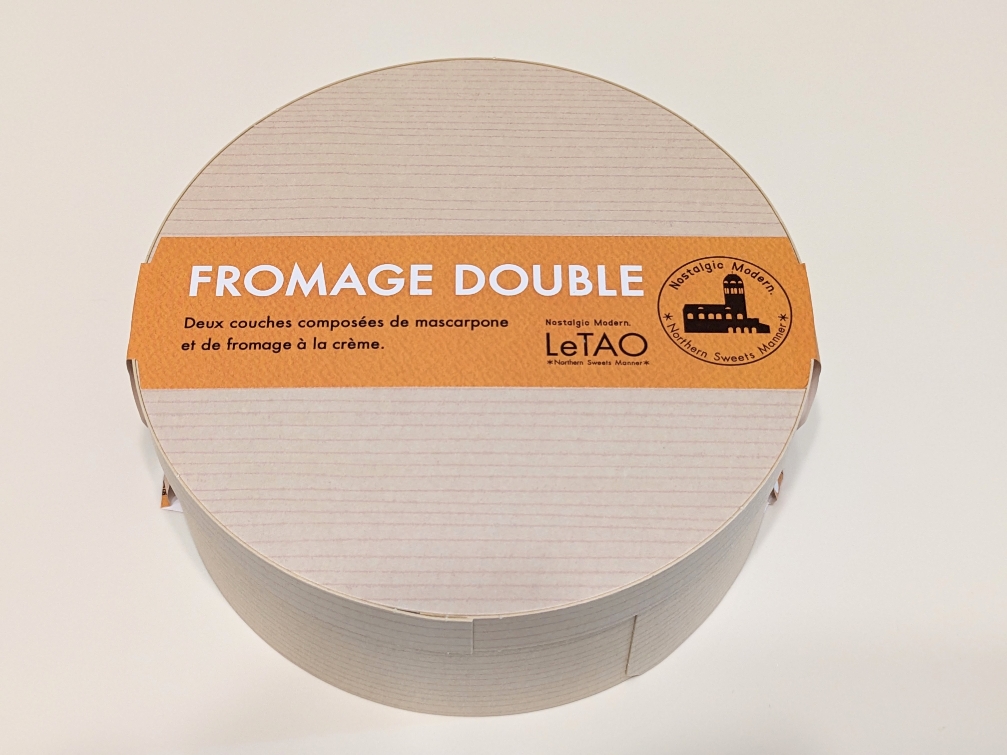 FROMAGE DOUBLE
Deux couches composées de mascarpone
et de fromage à la crème.
Nostalgic Modern.
LeTAO
*Northern Sweets Manner*
Nostalgic Modern.
* Northern Sweets Manner *